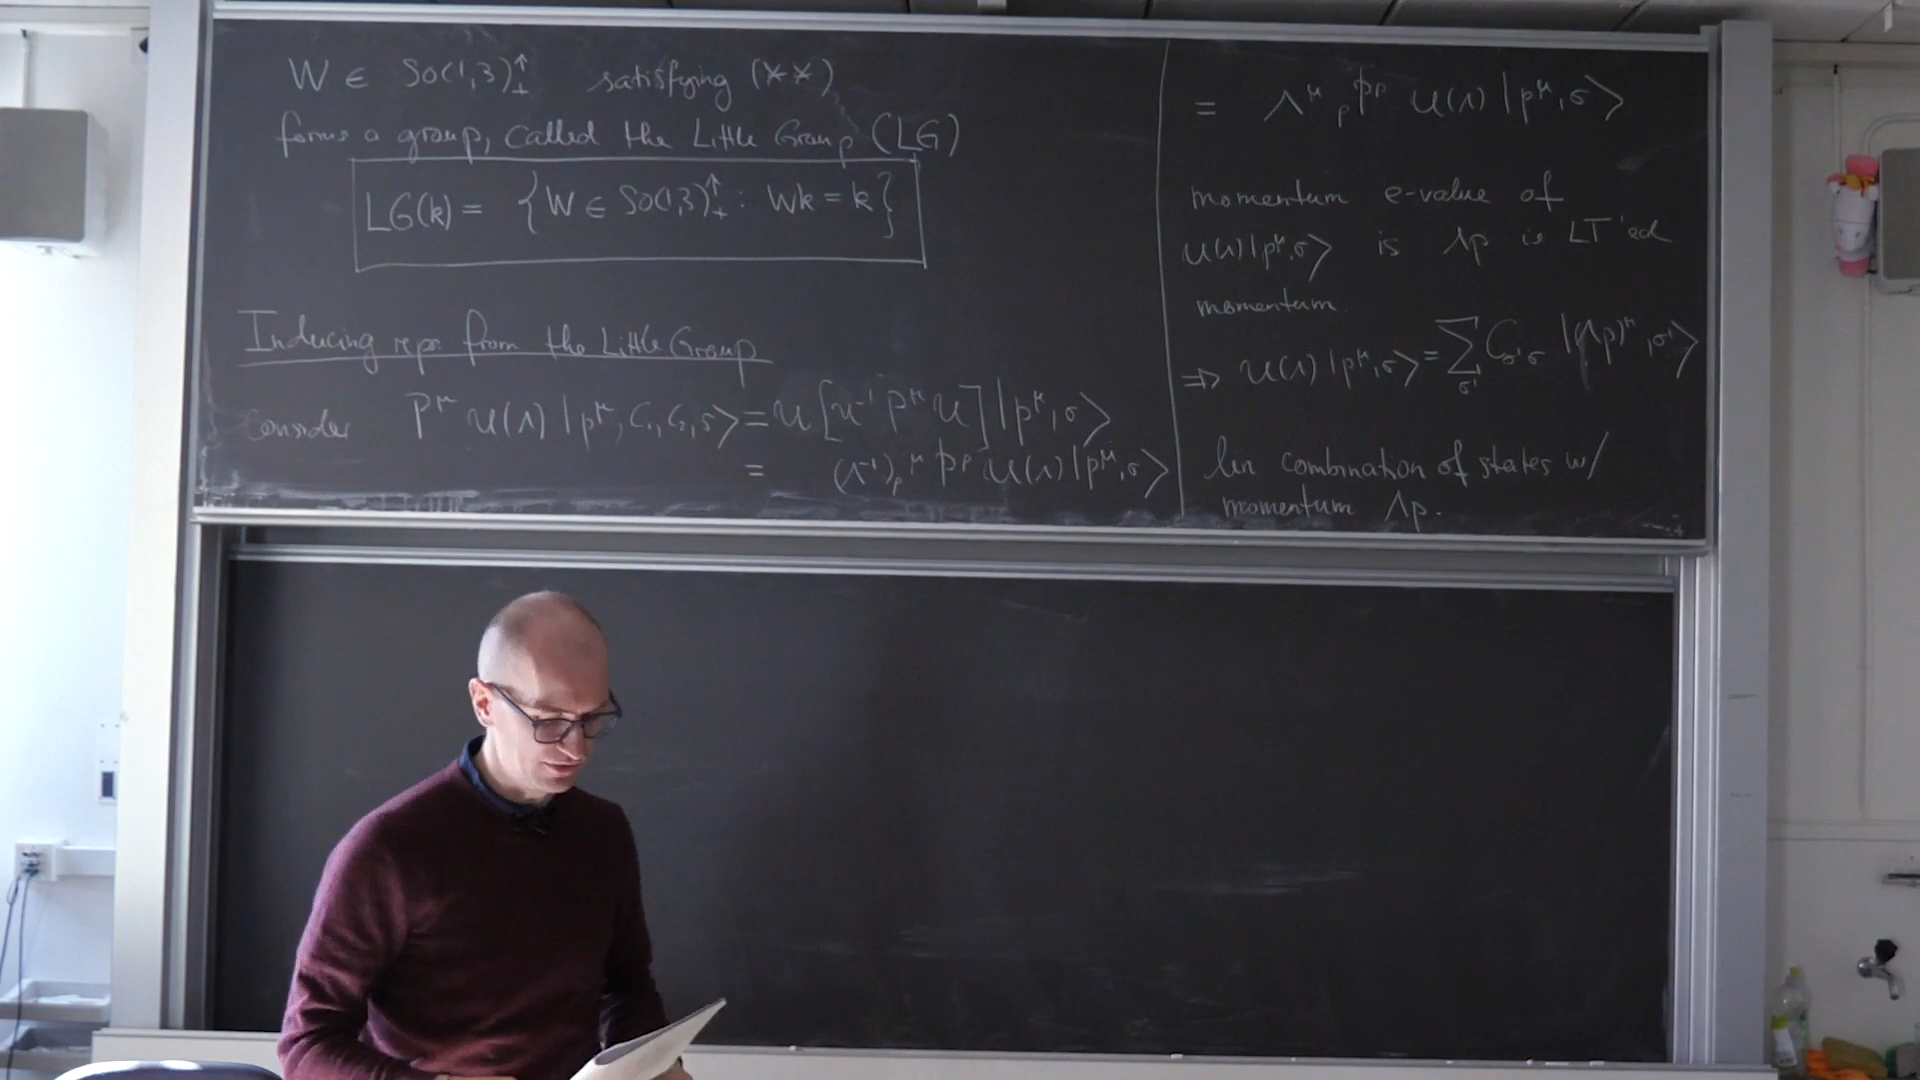 W ∈ SO(1,3)₊↑ satisfying (**)
forms a group, called the Little Group (LG)
LG(k) = {W ∈ SO(1,3)₊↑ : Wk = k}
Inducing repr. from the Little Group
Consider P^μ U(Λ) |p^μ, C₁, C₂, σ⟩ = U [U⁻¹ P^μ U] |p^μ, σ⟩
= (Λ⁻¹)_ρ^μ p^ρ U(Λ) |p^μ, σ⟩
= Λ^μ_ρ p^ρ U(Λ) |p^μ, σ⟩
momentum e-value of
U(Λ) |p^μ, σ⟩ is Λp is LT'ed
momentum.
⇒ U(Λ) |p^μ, σ⟩ = ∑_σ' C_σ'σ |(Λp)^μ, σ'⟩
lin combination of states w/
momentum Λp.